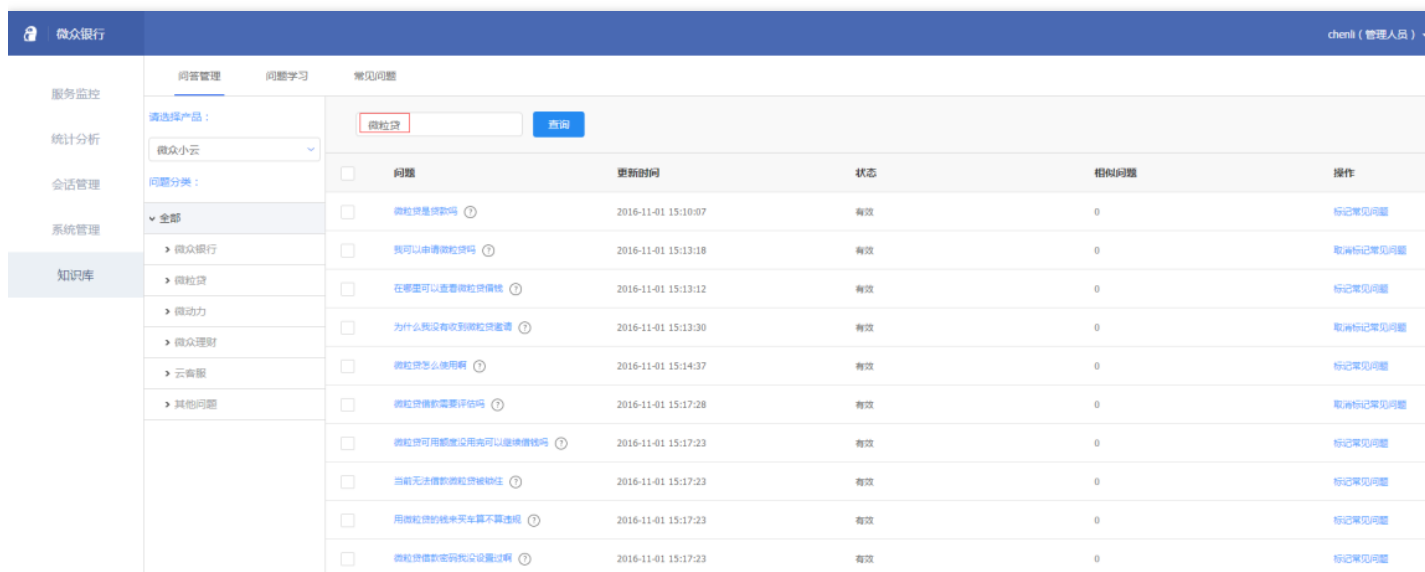 微众银行
chenli（管理人员）
问答管理 问题学习 常见问题
服务监控
统计分析
会话管理
系统管理
知识库
请选择产品：
微众小云
问题分类：
全部
微众银行
微粒贷
微动力
微众理财
云客服
其他问题
微粒贷 查询
问题 更新时间 状态 相似问题 操作
微粒贷是贷款吗 ? 2016-11-01 15:10:07 有效 0 标记常见问题
我可以申请微粒贷吗 ? 2016-11-01 15:13:18 有效 0 取消标记常见问题
在哪里可以查看微粒贷借钱 ? 2016-11-01 15:13:12 有效 0 标记常见问题
为什么我没有收到微粒贷邀请 ? 2016-11-01 15:13:30 有效 0 取消标记常见问题
微粒贷怎么使用啊 ? 2016-11-01 15:14:37 有效 0 标记常见问题
微粒贷借款需要评估吗 ? 2016-11-01 15:17:28 有效 0 取消标记常见问题
微粒贷可用额度没用完可以继续借钱吗 ? 2016-11-01 15:17:23 有效 0 标记常见问题
当前无法借款微粒贷被锁住 ? 2016-11-01 15:17:23 有效 0 标记常见问题
用微粒贷的钱来买车算不算违规 ? 2016-11-01 15:17:23 有效 0 标记常见问题
微粒贷借款密码我没设置过啊 ? 2016-11-01 15:17:23 有效 0 标记常见问题